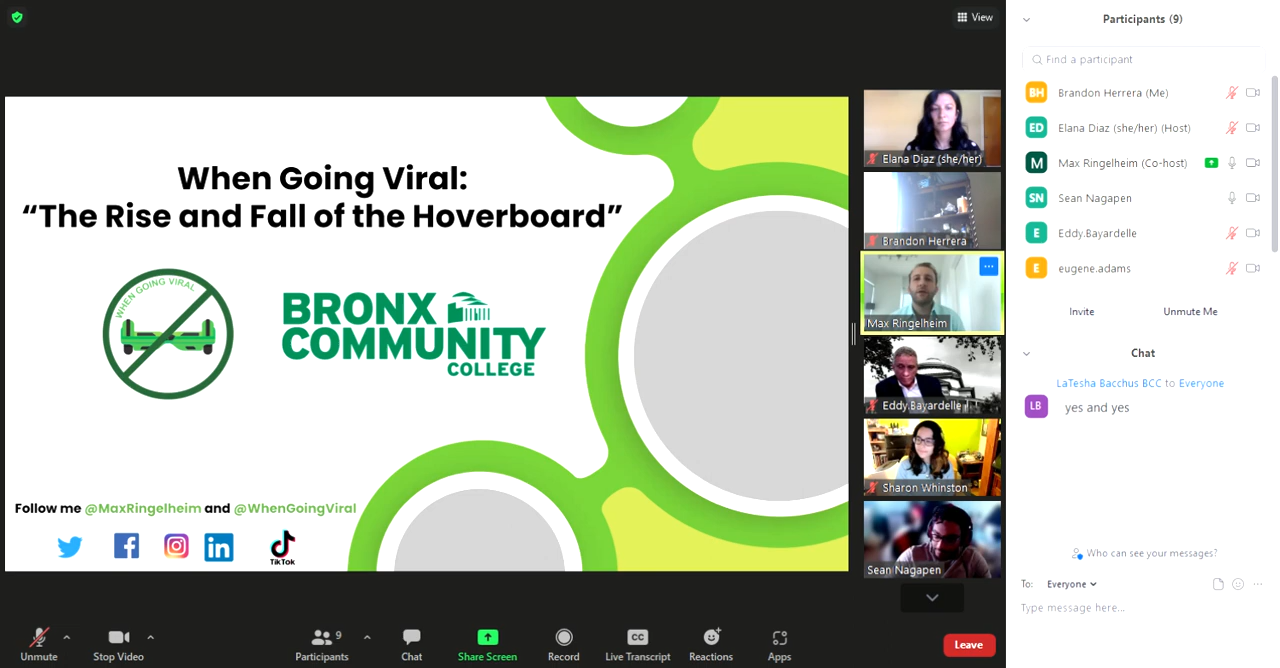 View
When Going Viral:
“The Rise and Fall of the Hoverboard”
WHEN GOING VIRAL
BRONX
COMMUNITY
COLLEGE
Follow me @MaxRingelheim and @WhenGoingViral
TikTok
Elana Diaz (she/her)
Brandon Herrera
Max Ringelheim
Eddy.Bayardelle
Sharon Whinston
Sean Nagapen
Unmute
Stop Video
9
Participants
Chat
Share Screen
Record
CC
Live Transcript
Reactions
Apps
Leave
Participants (9)
Find a participant
BH Brandon Herrera (Me)
ED Elana Diaz (she/her) (Host)
M Max Ringelheim (Co-host)
SN Sean Nagapen
E Eddy.Bayardelle
E eugene.adams
Invite Unmute Me
Chat
LaTesha Bacchus BCC to Everyone
LB yes and yes
Who can see your messages?
To: Everyone
Type message here...